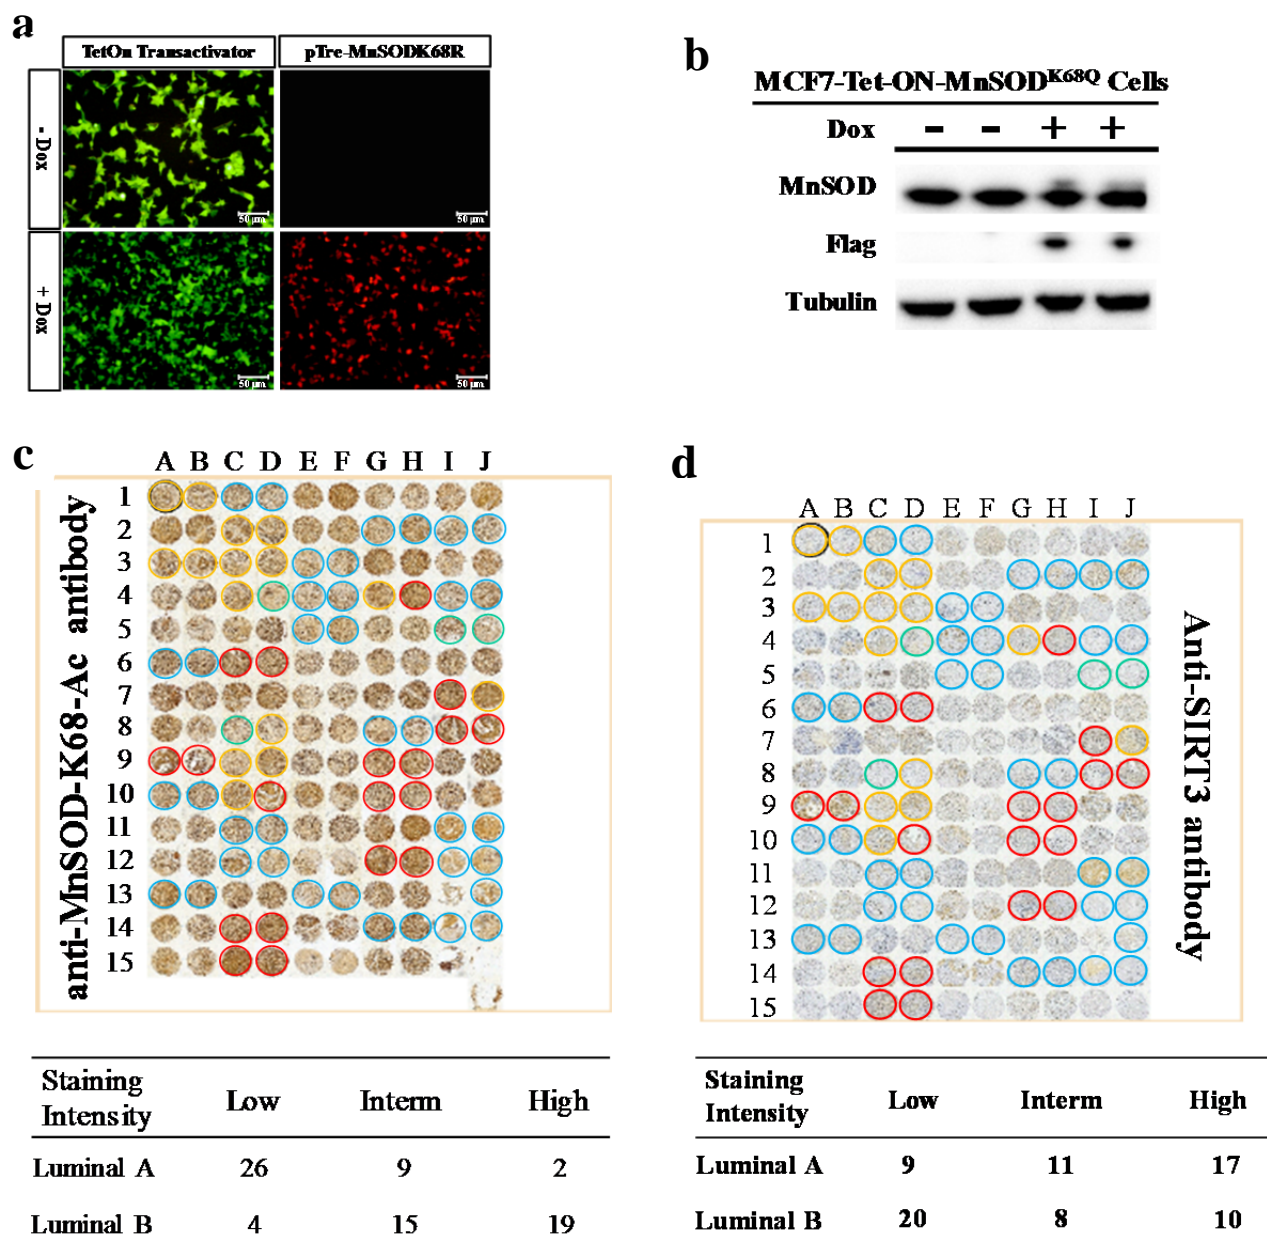 a
TetOn Transactivator pTre-MnSODK68R
- Dox
50 µm 50 µm
+ Dox
50 µm 50 µm
b
MCF7-Tet-ON-MnSODK68Q Cells
Dox - - + +
MnSOD
Flag
Tubulin
c
A B C D E F G H I J
anti-MnSOD-K68-Ac antibody
1
2
3
4
5
6
7
8
9
10
11
12
13
14
15
Staining Intensity Low Interm High
Luminal A 26 9 2
Luminal B 4 15 19
d
A B C D E F G H I J
1
2
3
4
5
6
7
8
9
10
11
12
13
14
15
Anti-SIRT3 antibody
Staining Intensity Low Interm High
Luminal A 9 11 17
Luminal B 20 8 10